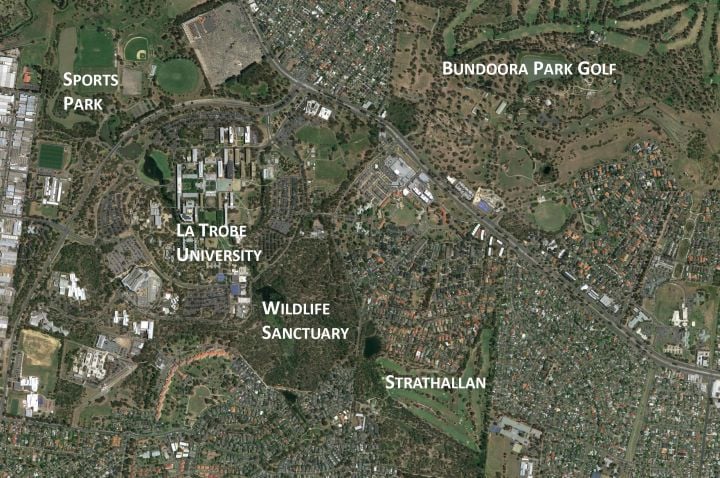 Sports
Park
Bundoora Park Golf
La Trobe
University
Wildlife
Sanctuary
Strathallan